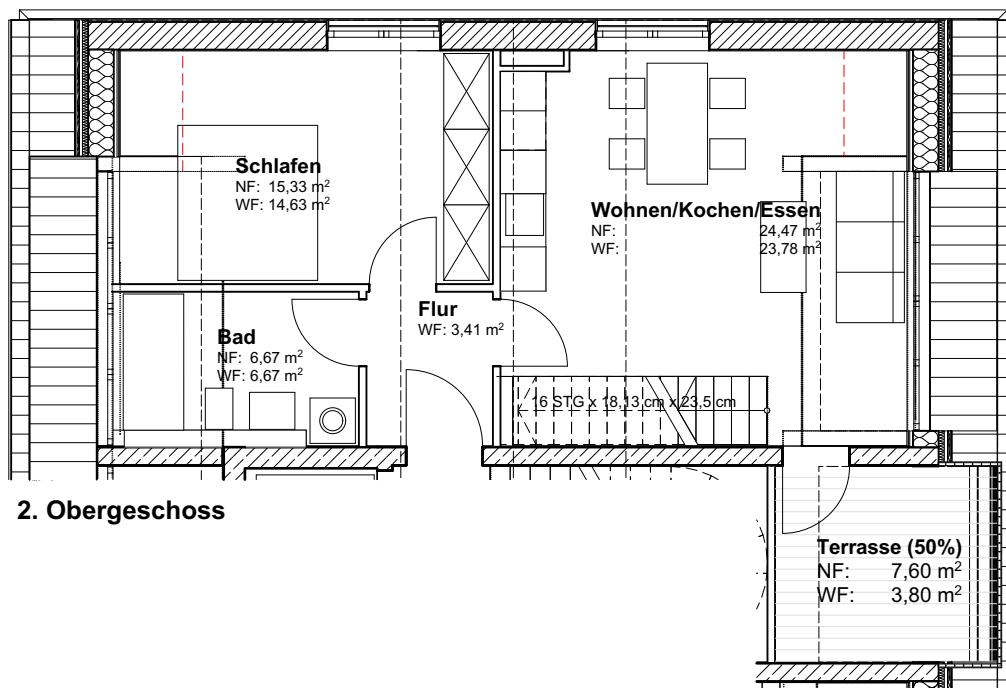 Schlafen
NF: 15,33 m²
WF: 14,63 m²
Wohnen/Kochen/Essen
NF: 24,47 m²
WF: 23,78 m²
Flur
WF: 3,41 m²
Bad
NF: 6,67 m²
WF: 6,67 m²
16 STG x 18,13 cm x 23,5 cm
2. Obergeschoss
Terrasse (50%)
NF: 7,60 m²
WF: 3,80 m²